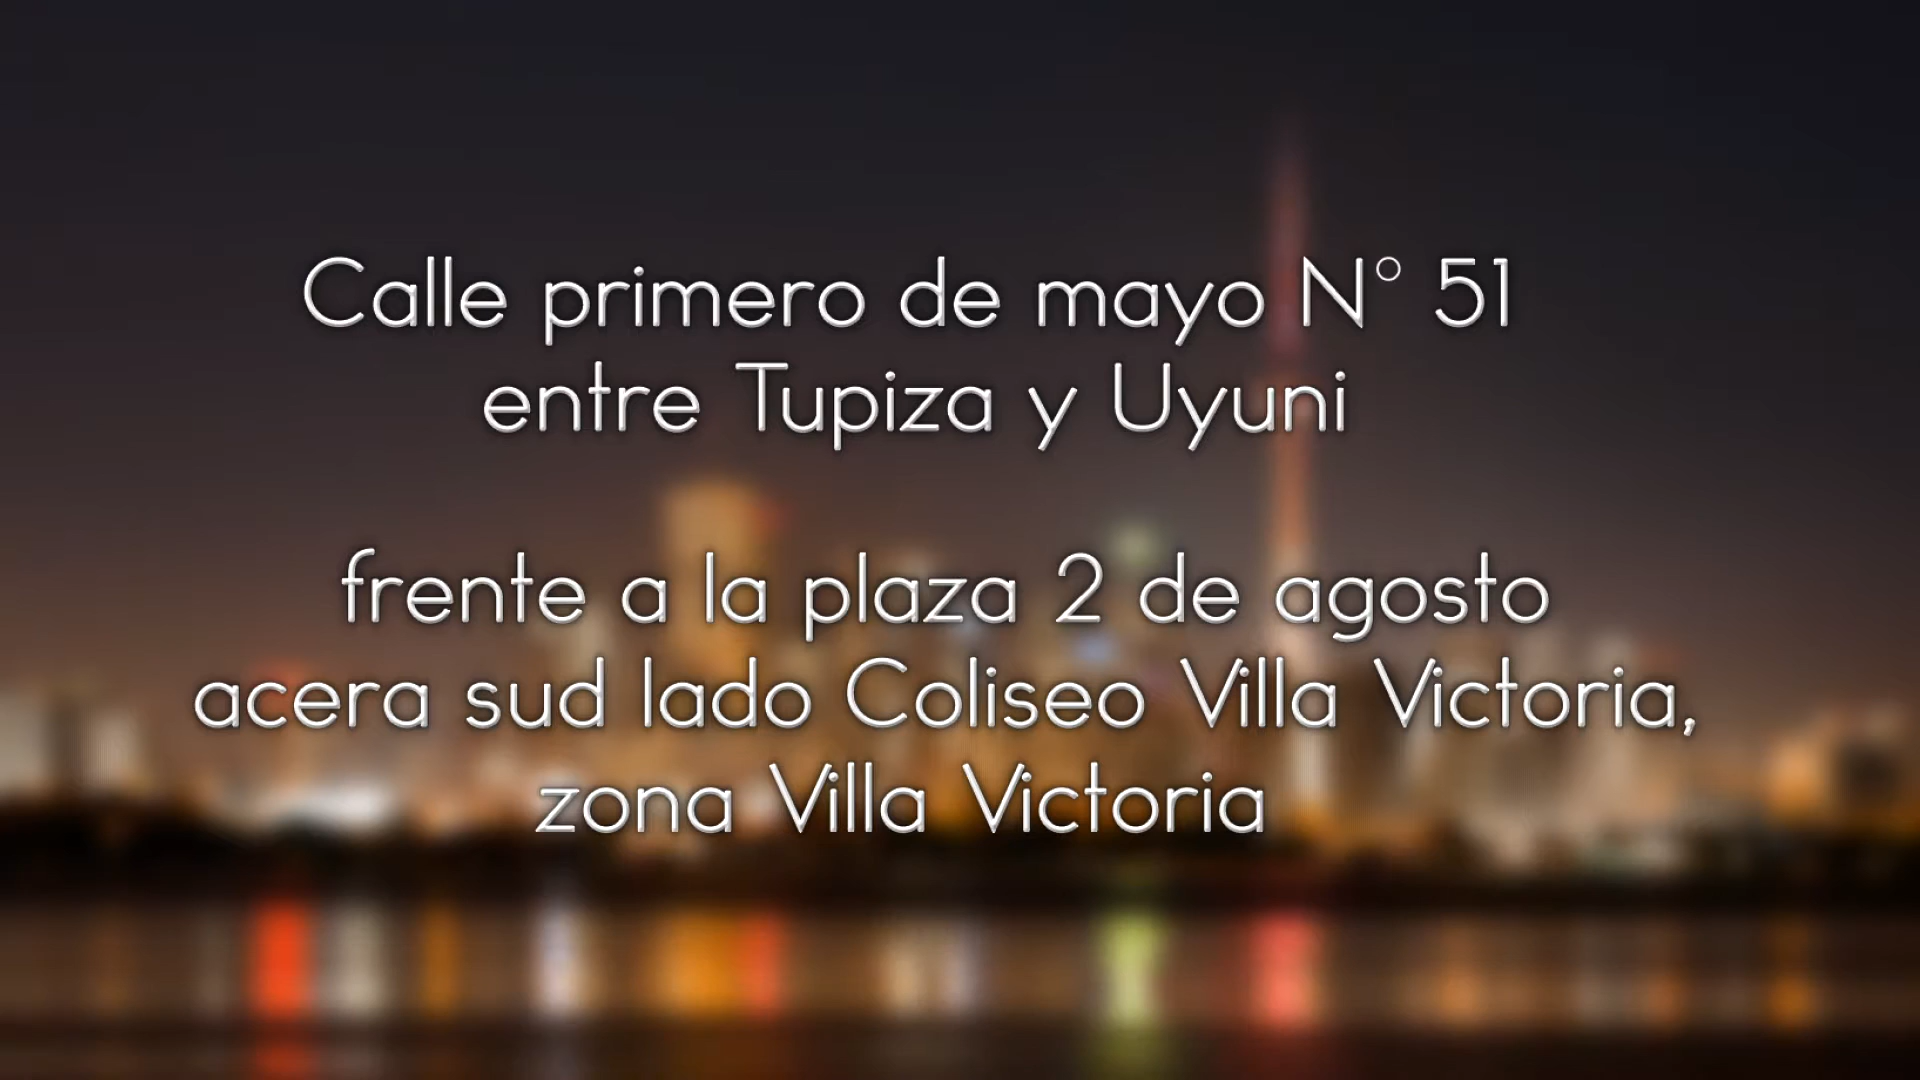 Calle primero de mayo N° 51
entre Tupiza y Uyuni
frente a la plaza 2 de agosto
acera sud lado Coliseo Villa Victoria,
zona Villa Victoria